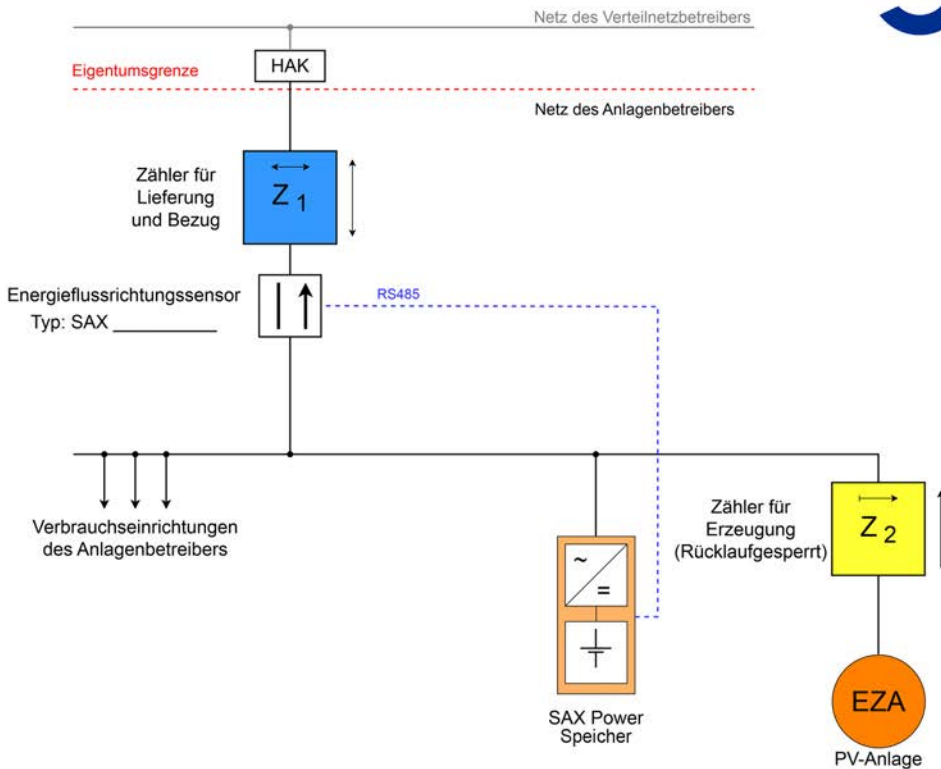 Netz des Verteilnetzbetreibers
HAK
Eigentumsgrenze
Netz des Anlagenbetreibers
Zähler für
Lieferung
und Bezug
Z 1
Energieflussrichtungssensor
Typ: SAX ___________
RS485
Verbrauchseinrichtungen
des Anlagenbetreibers
Zähler für
Erzeugung
(Rücklaufgesperrt)
Z 2
~
=
SAX Power
Speicher
EZA
PV-Anlage